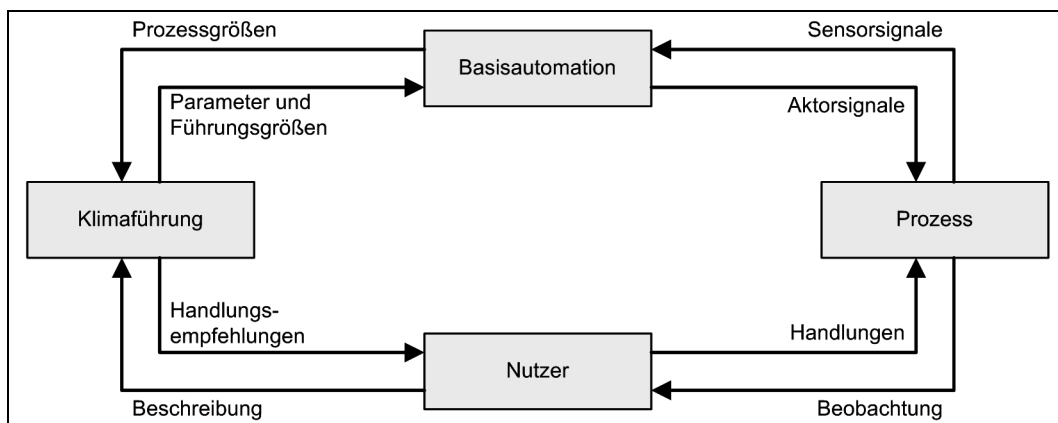 Prozessgrößen
Sensorsignale
Basisautomation
Parameter und
Führungsgrößen
Aktorsignale
Klimaführung
Prozess
Handlungs-
empfehlungen
Handlungen
Nutzer
Beschreibung
Beobachtung